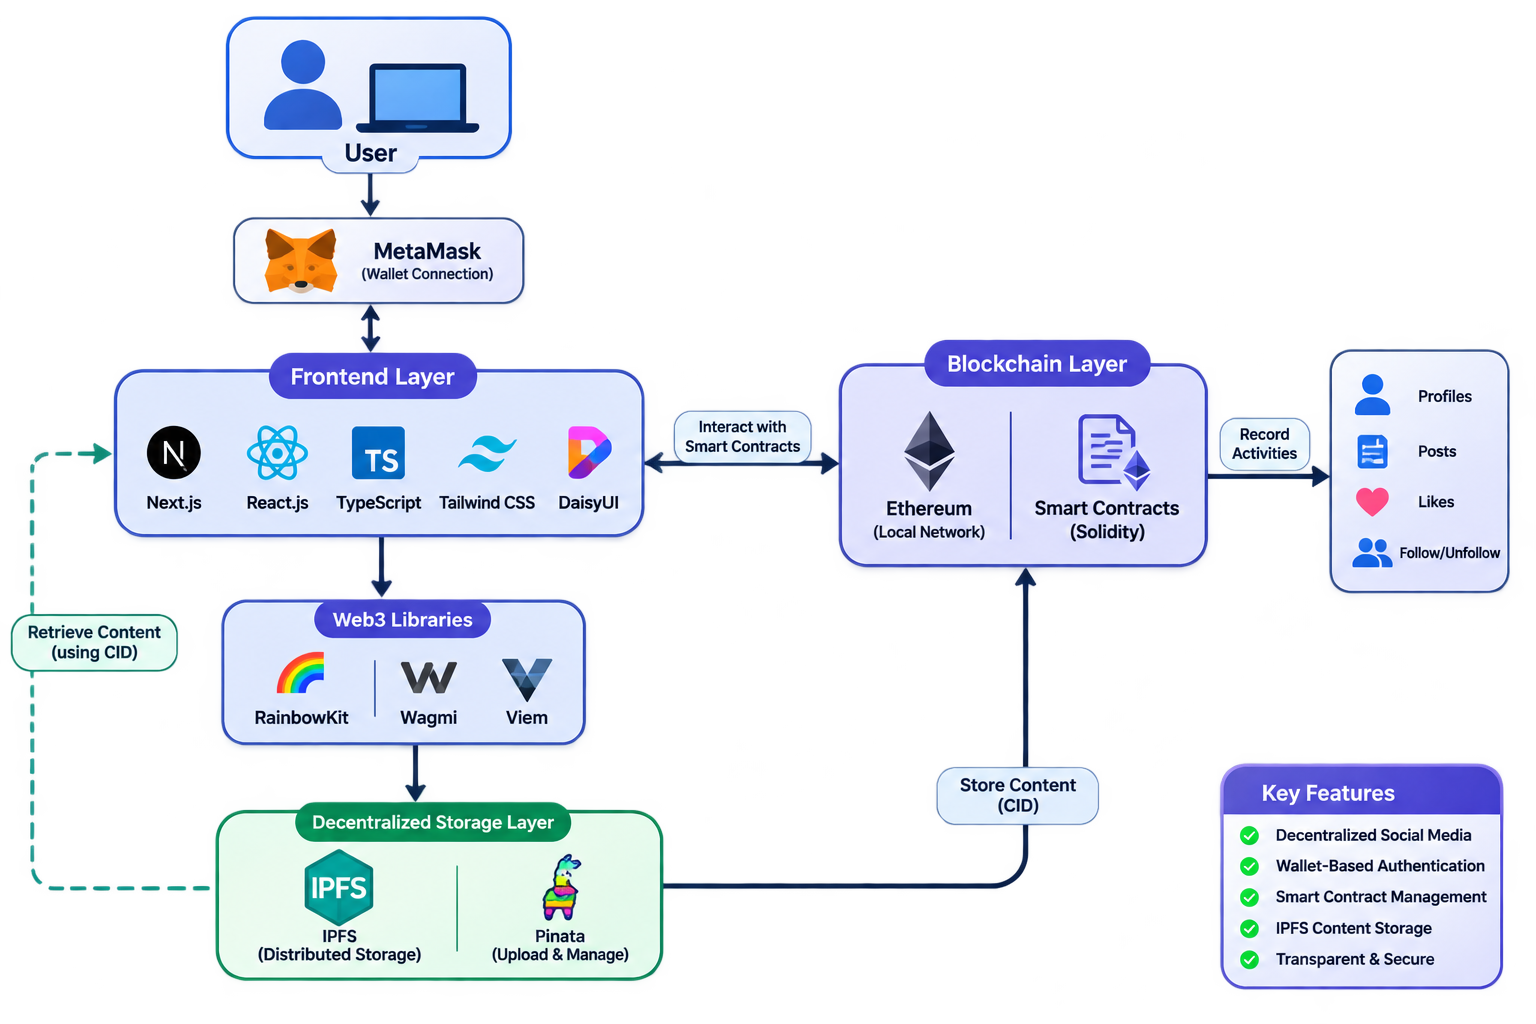 User
MetaMask
(Wallet Connection)
Frontend Layer
N
Next.js
React.js
TS
TypeScript
Tailwind CSS
DaisyUI
Interact with
Smart Contracts
Blockchain Layer
Ethereum
(Local Network)
Smart Contracts
(Solidity)
Record
Activities
Profiles
Posts
Likes
Follow/Unfollow
Retrieve Content
(using CID)
Web3 Libraries
RainbowKit
Wagmi
Viem
Store Content
(CID)
Decentralized Storage Layer
IPFS
IPFS
(Distributed Storage)
Pinata
(Upload & Manage)
Key Features
Decentralized Social Media
Wallet-Based Authentication
Smart Contract Management
IPFS Content Storage
Transparent & Secure